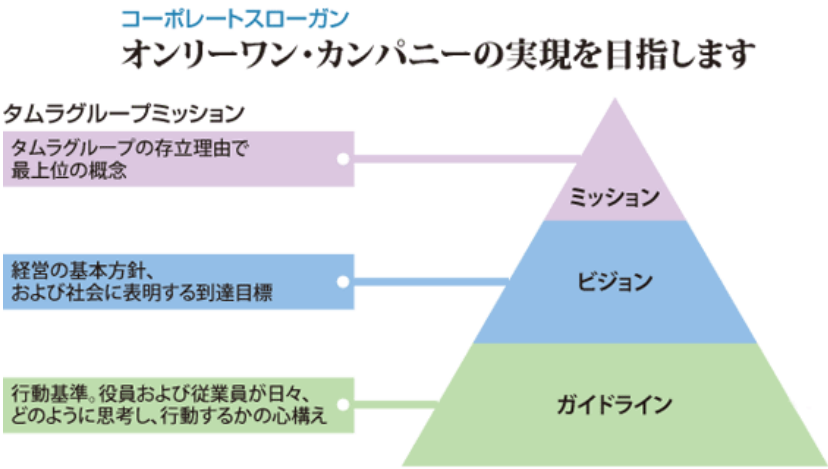 コーポレートスローガン
オンリーワン・カンパニーの実現を目指します
タムラグループミッション
タムラグループの存立理由で
最上位の概念
ミッション
経営の基本方針、
および社会に表明する到達目標
ビジョン
行動基準。役員および従業員が日々、
どのように思考し、行動するかの心構え
ガイドライン